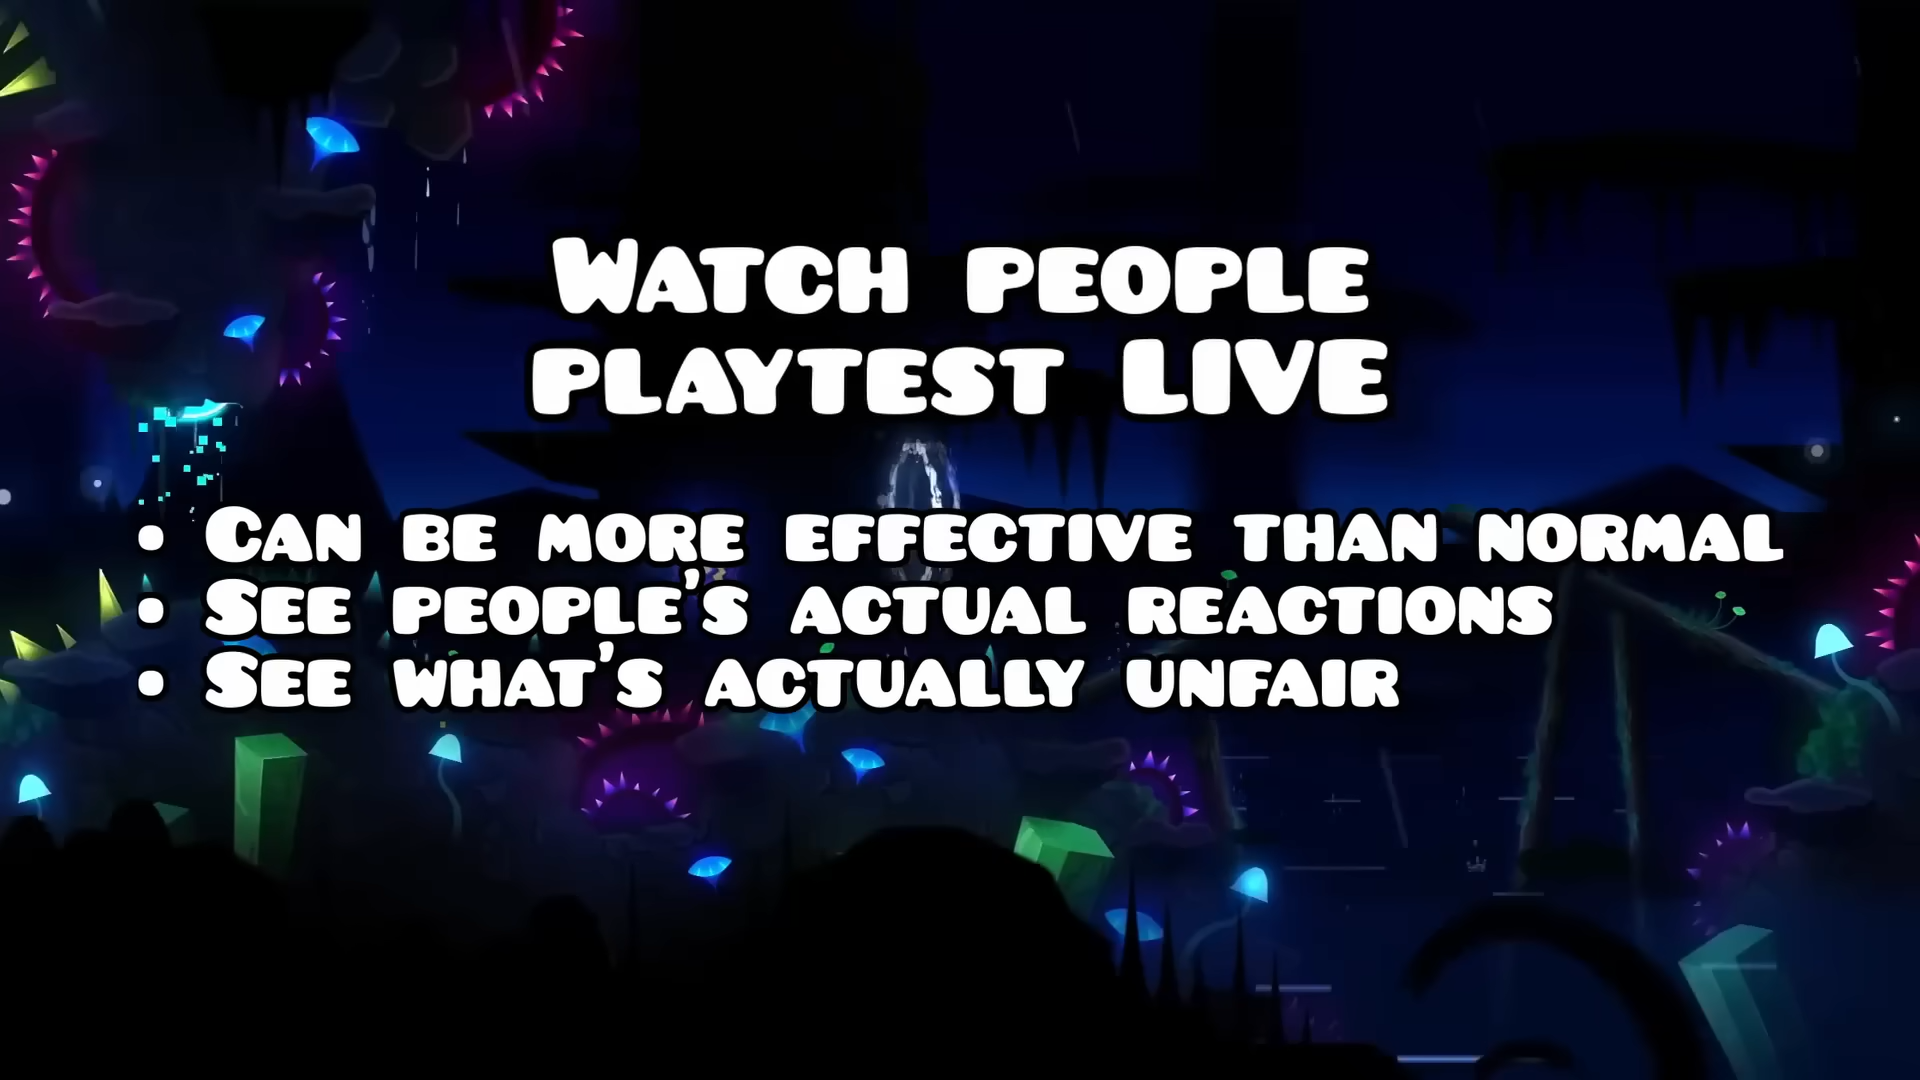 Watch people
playtest LIVE
• Can be more effective than normal
• See people's actual reactions
• See what's actually unfair